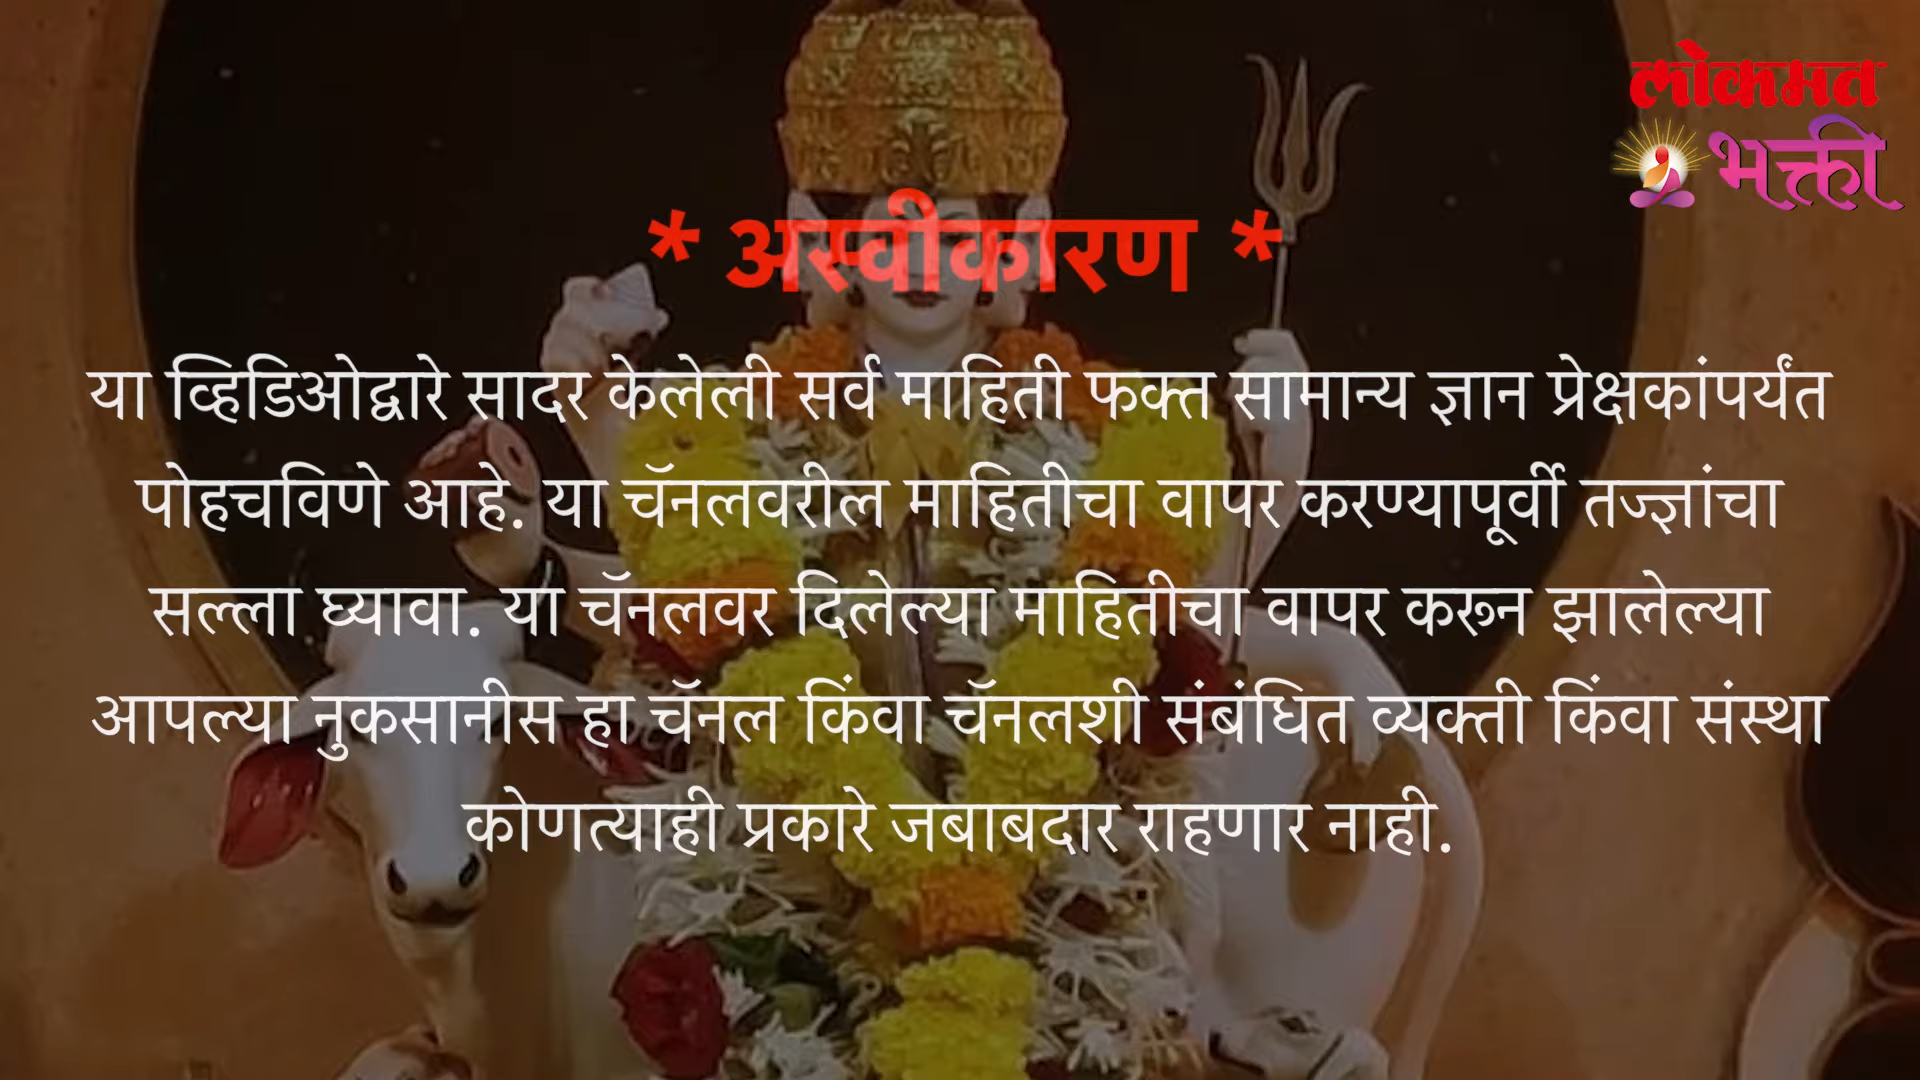 लोकमत
भक्ती
* अस्वीकारण *
या व्हिडिओद्वारे सादर केलेली सर्व माहिती फक्त सामान्य ज्ञान प्रेक्षकांपर्यंत
पोहचविणे आहे. या चॅनलवरील माहितीचा वापर करण्यापूर्वी तज्ज्ञांचा
सल्ला घ्यावा. या चॅनलवर दिलेल्या माहितीचा वापर करून झालेल्या
आपल्या नुकसानीस हा चॅनल किंवा चॅनलशी संबंधित व्यक्ती किंवा संस्था
कोणत्याही प्रकारे जबाबदार राहणार नाही.